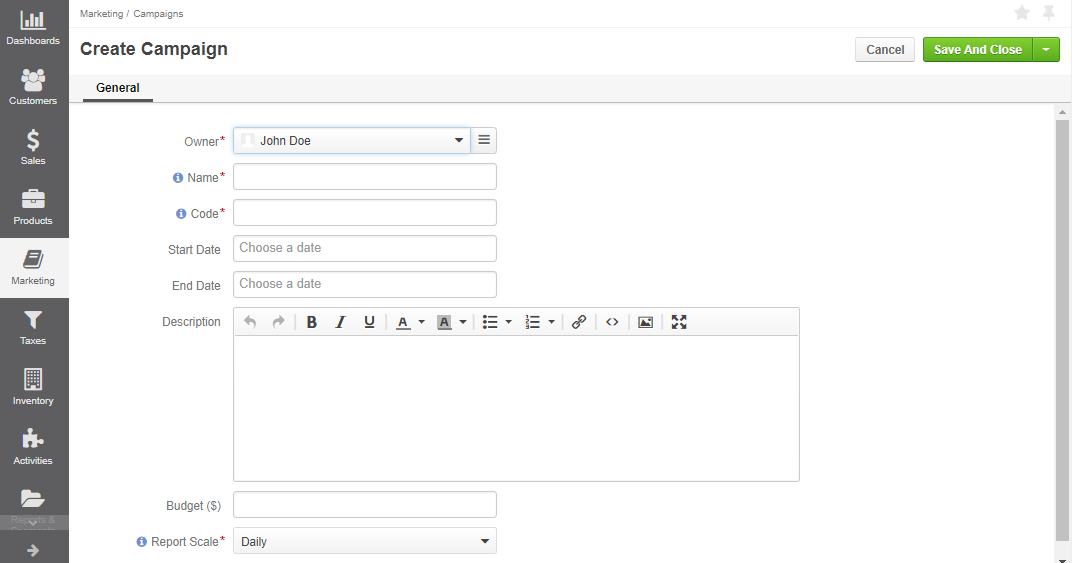 Marketing / Campaigns
Create Campaign
Cancel
Save And Close
General
Dashboards
Customers
Sales
Products
Marketing
Taxes
Inventory
Activities
Reports &
Owner* John Doe
Name*
Code*
Start Date Choose a date
End Date Choose a date
Description
B I U A A
Budget ($)
Report Scale* Daily